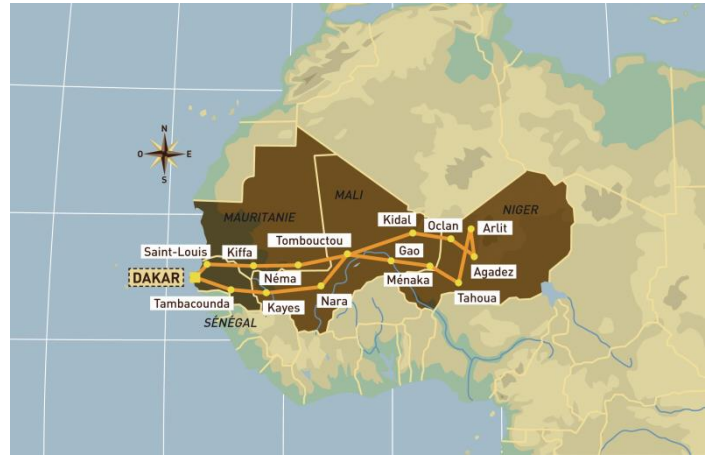 N
O
E
S
MALI
MAURITANIE
NIGER
Kidal
Oclan
Arlit
Saint-Louis
Kiffa
Tombouctou
Gao
Agadez
DAKAR
Néma
Ménaka
Tahoua
Tambacounda
Kayes
Nara
SÉNÉGAL